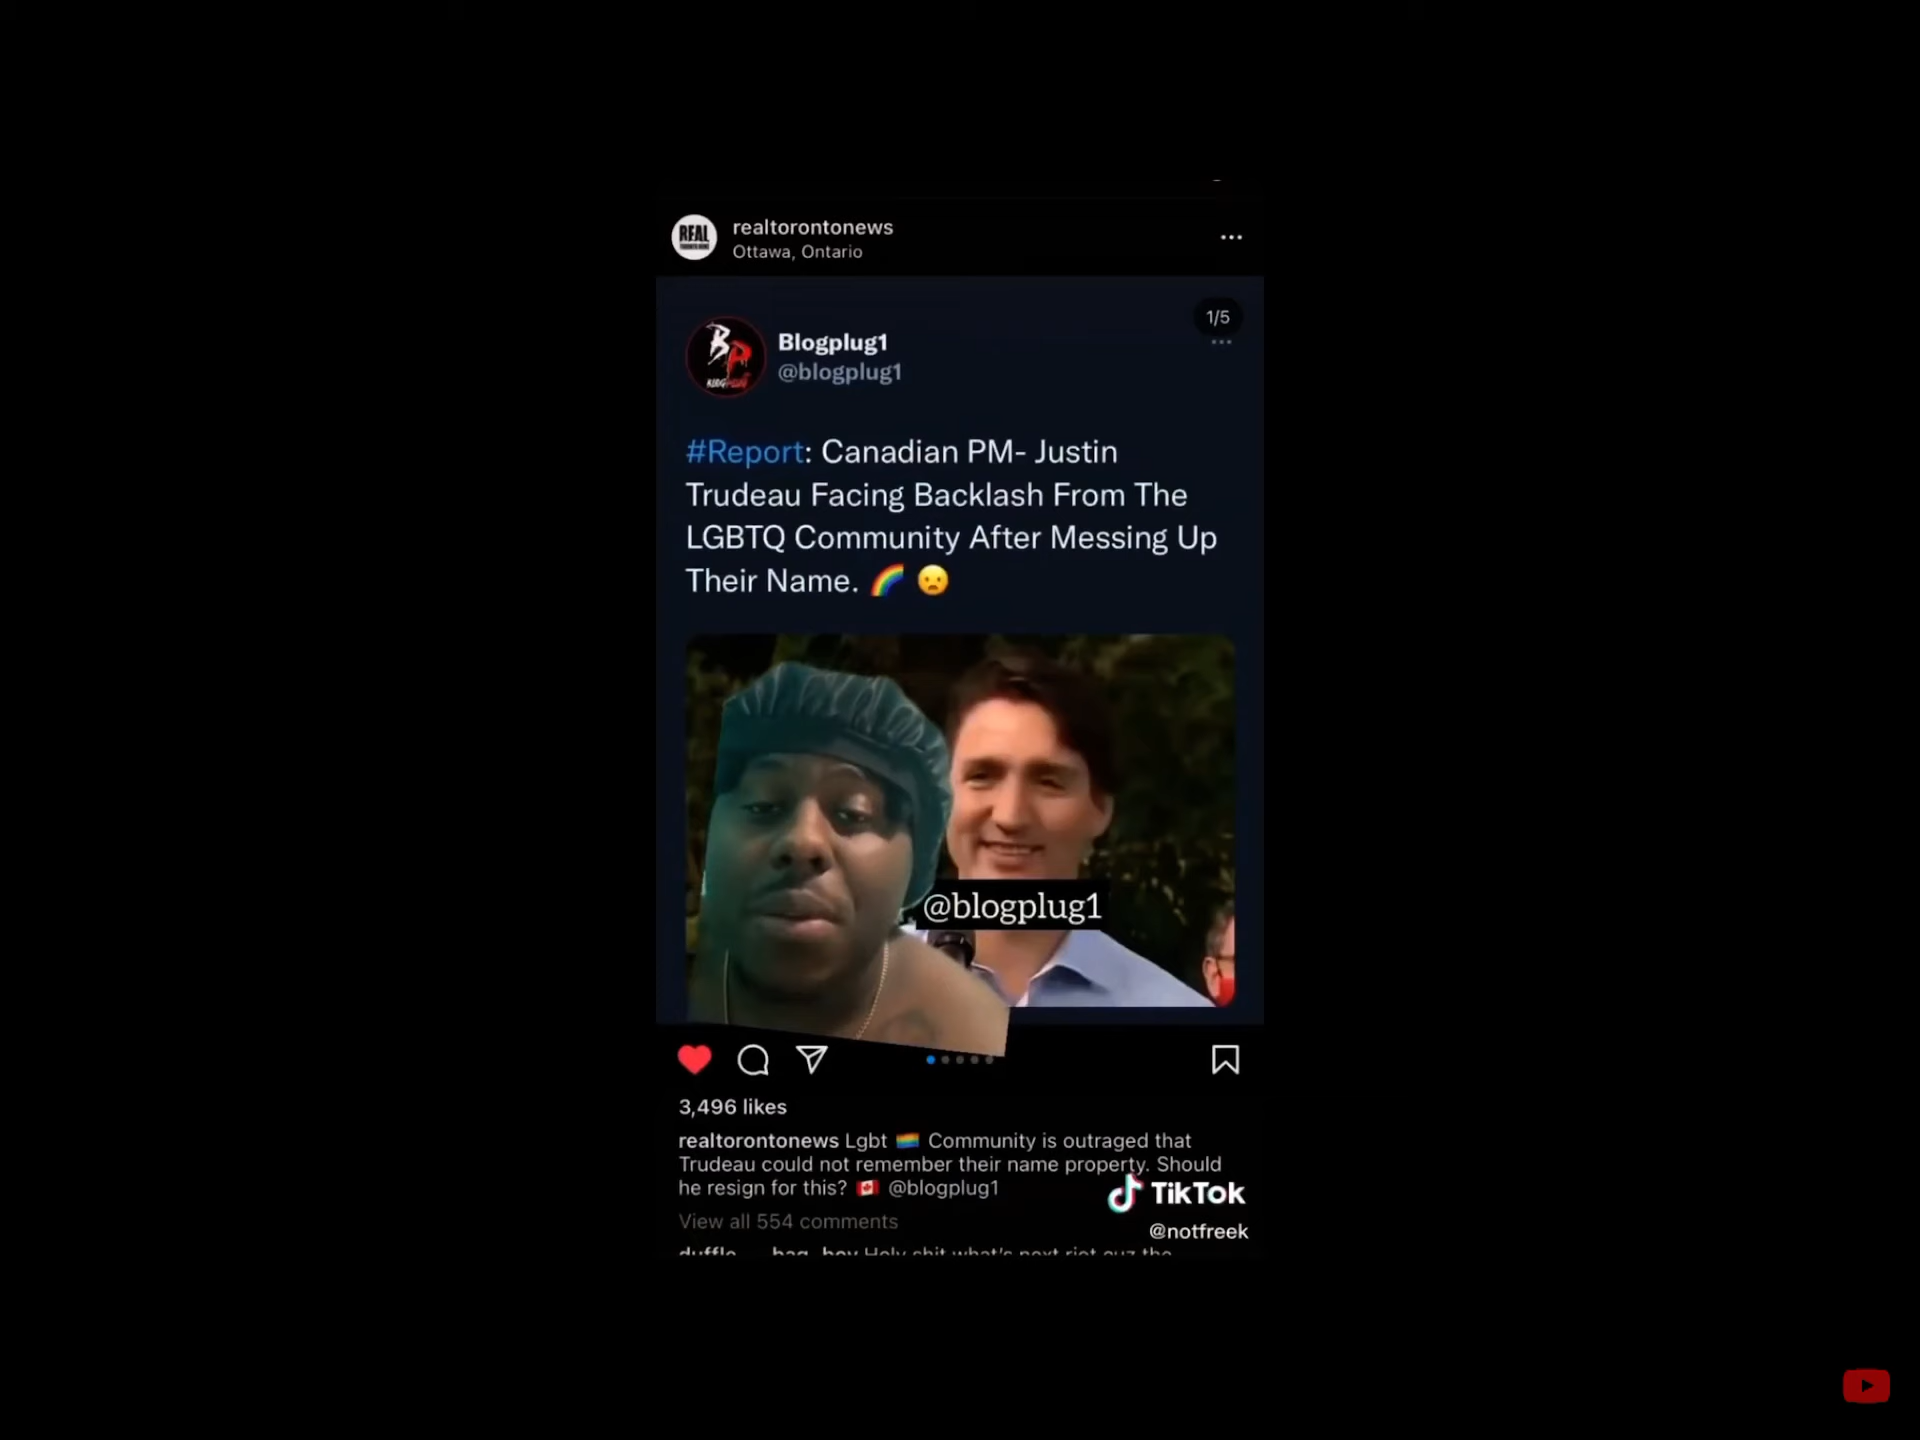 REAL
realtorontonews
Ottawa, Ontario
1/5
BP
Blogplug1
@blogplug1
#Report: Canadian PM- Justin
Trudeau Facing Backlash From The
LGBTQ Community After Messing Up
Their Name. 🌈 😦
@blogplug1
3,496 likes
realtorontonews Lgbt 🏳️‍🌈 Community is outraged that
Trudeau could not remember their name property. Should
he resign for this? 🇨🇦 @blogplug1
View all 554 comments
TikTok
@notfreek